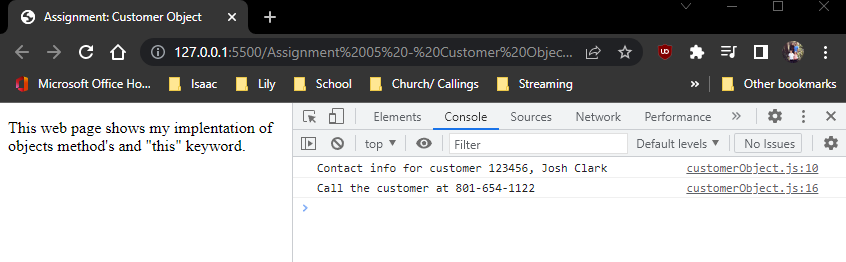 Assignment: Customer Object
127.0.0.1:5500/Assignment%2005%20-%20Customer%20Objec...
Microsoft Office Ho... Isaac Lily School Church/ Callings Streaming » Other bookmarks
This web page shows my implentation of
objects method's and "this" keyword.
Elements Console Sources Network Performance »
top Filter Default levels No Issues
Contact info for customer 123456, Josh Clark customerObject.js:10
Call the customer at 801-654-1122 customerObject.js:16